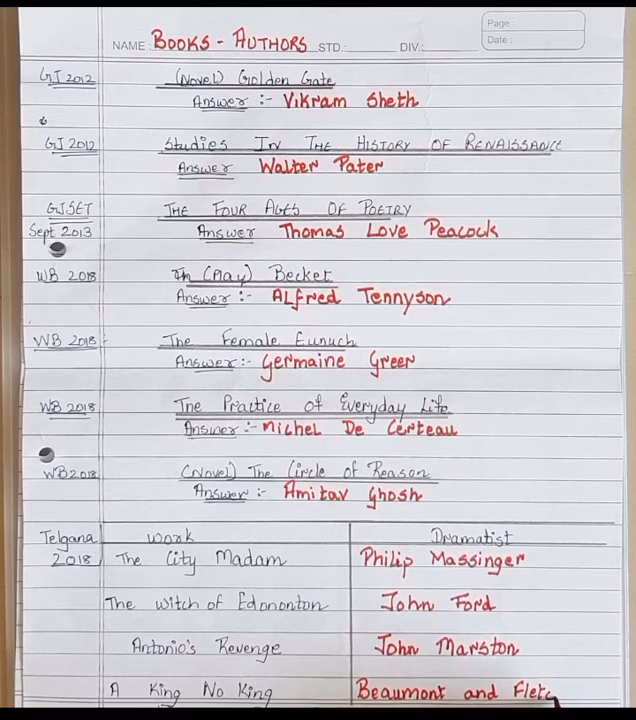 Page :
Date :
NAME : BOOKS - AUTHORS STD.: DIV.:
GJ 2012 (Novel) Golden Gate
Answer :- Vikram Sheth
GJ 2012 Studies In The History of Renaissance
Answer Walter Pater
GJSET The Four Ages Of Poetry
Sept 2013 Answer Thomas Love Peacock
WB 2018 (Play) Becket
Answer :- Alfred Tennyson
WB 2018 The Female Eunuch
Answer :- Germaine Greer
WB 2018 The Practice of Everyday Life
Answer :- Michel De Certeau
WB2018 (Novel) The Circle of Reason
Answer :- Amitav Ghosh
Telgana Work Dramatist
2018 The City Madam Philip Massinger
The Witch of Ednonton John Ford
Antonio's Revenge John Marston
A King No King Beaumont and Fletc